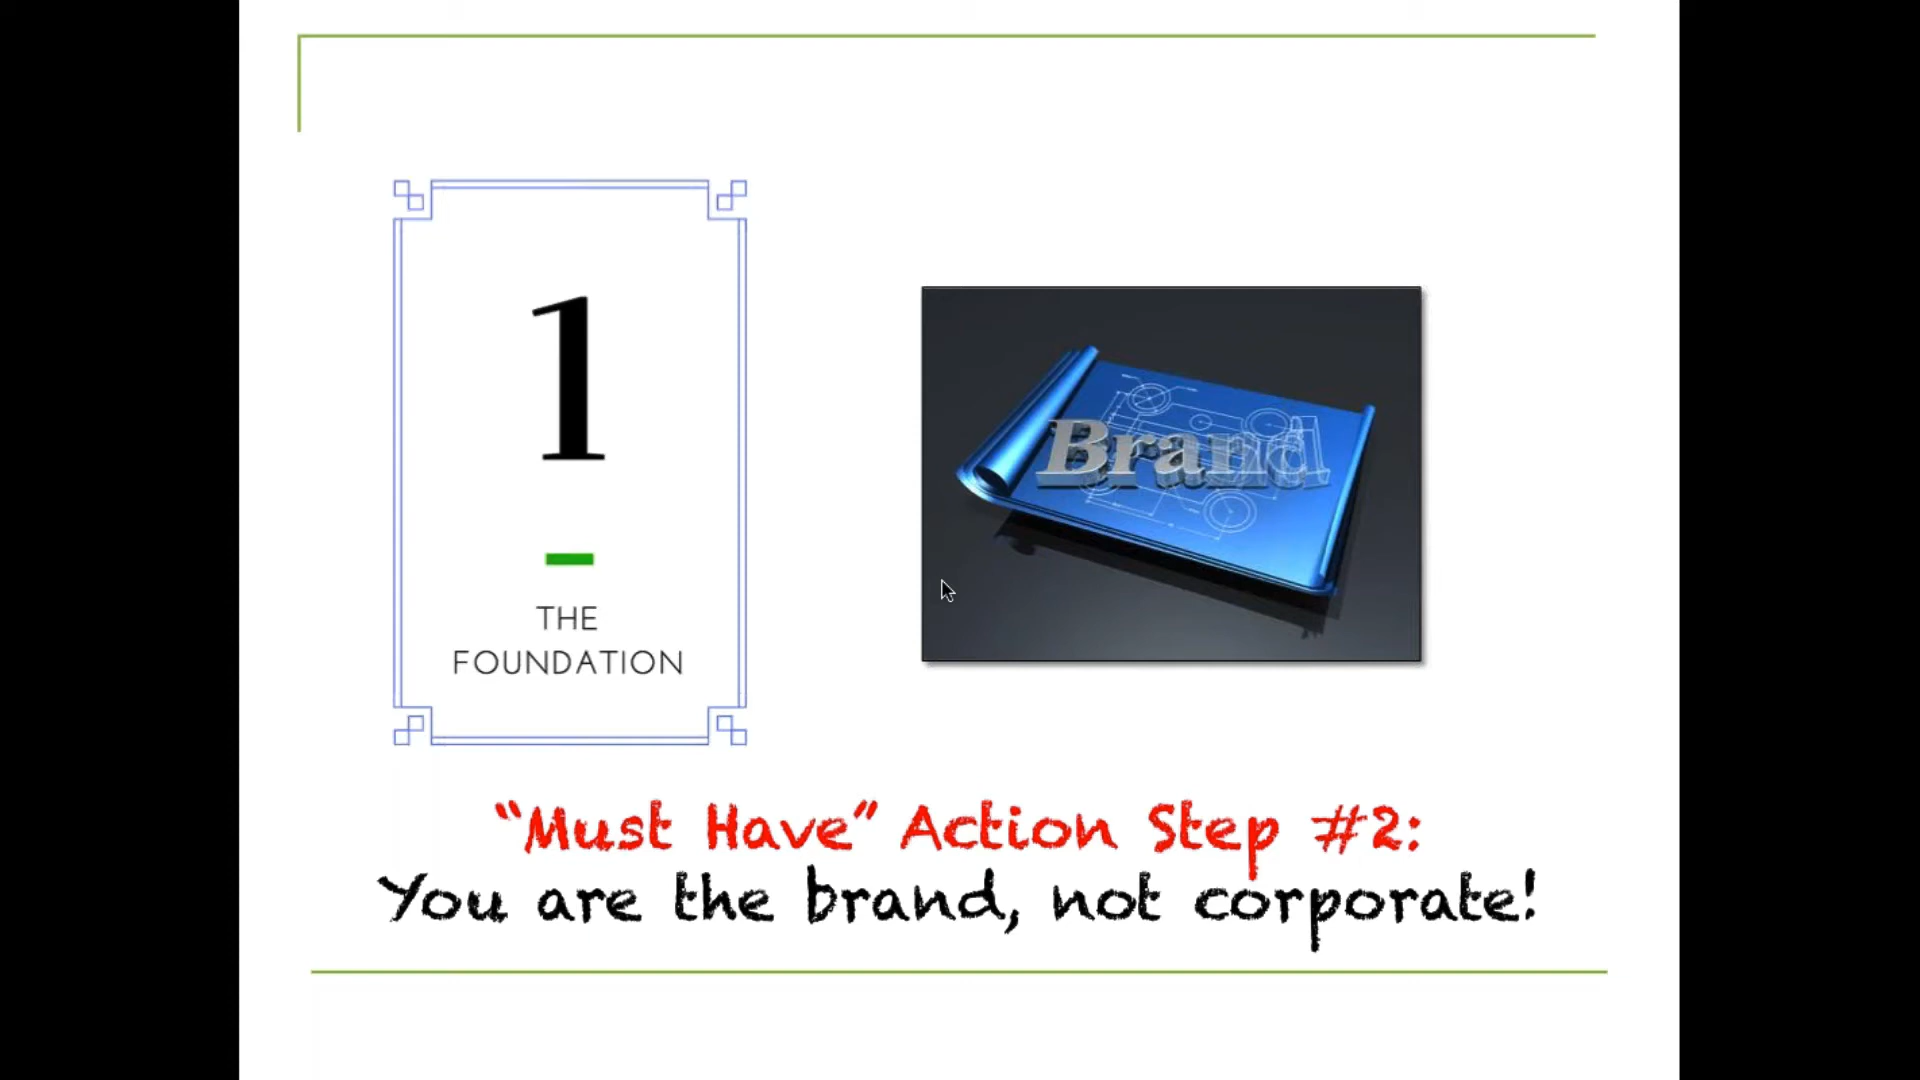 1
THE
FOUNDATION
Brand
“Must Have” Action Step #2:
You are the brand, not corporate!